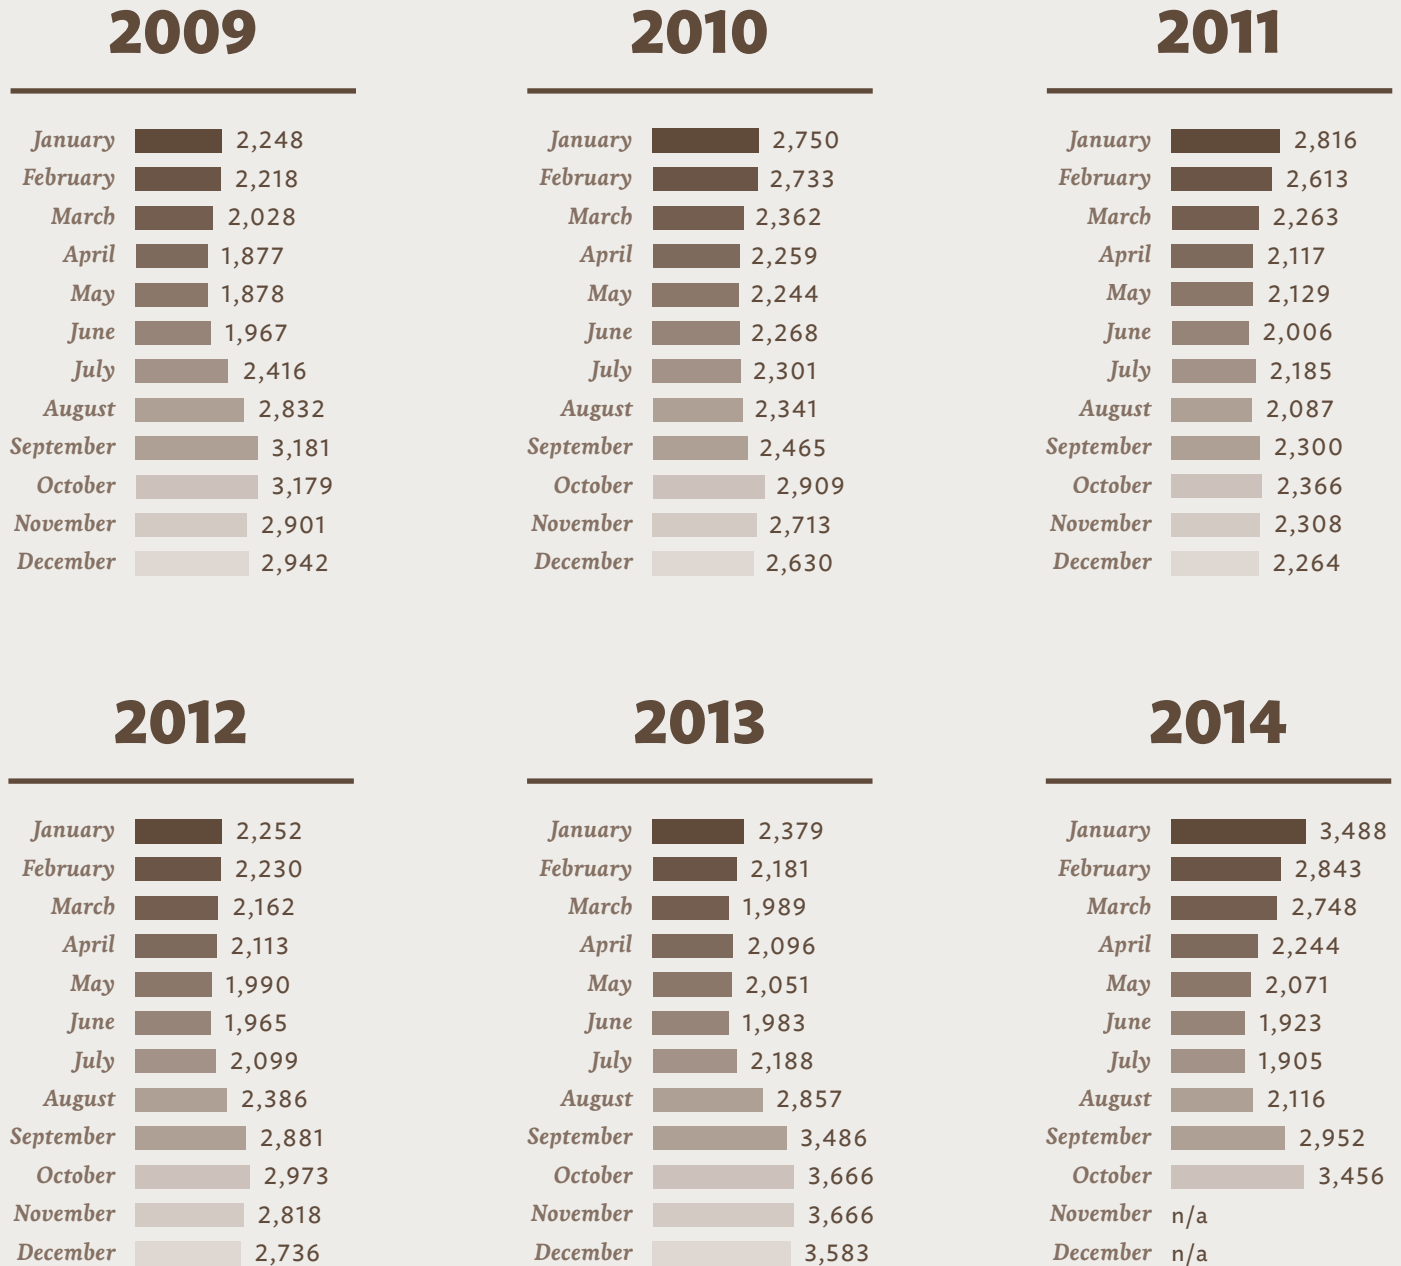 2009
January 2,248
February 2,218
March 2,028
April 1,877
May 1,878
June 1,967
July 2,416
August 2,832
September 3,181
October 3,179
November 2,901
December 2,942
2010
January 2,750
February 2,733
March 2,362
April 2,259
May 2,244
June 2,268
July 2,301
August 2,341
September 2,465
October 2,909
November 2,713
December 2,630
2011
January 2,816
February 2,613
March 2,263
April 2,117
May 2,129
June 2,006
July 2,185
August 2,087
September 2,300
October 2,366
November 2,308
December 2,264
2012
January 2,252
February 2,230
March 2,162
April 2,113
May 1,990
June 1,965
July 2,099
August 2,386
September 2,881
October 2,973
November 2,818
December 2,736
2013
January 2,379
February 2,181
March 1,989
April 2,096
May 2,051
June 1,983
July 2,188
August 2,857
September 3,486
October 3,666
November 3,666
December 3,583
2014
January 3,488
February 2,843
March 2,748
April 2,244
May 2,071
June 1,923
July 1,905
August 2,116
September 2,952
October 3,456
November n/a
December n/a